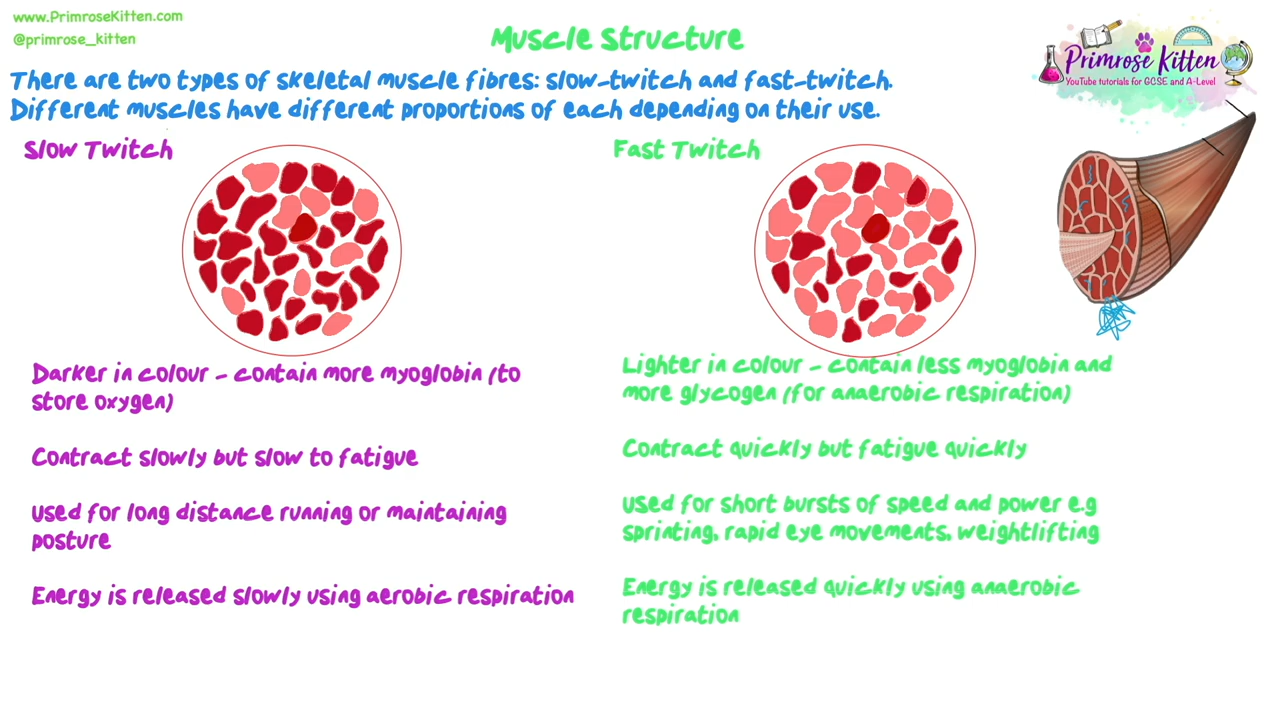 www.PrimroseKitten.com
@primrose_kitten
Muscle Structure
Primrose Kitten
YouTube tutorials for GCSE and A-Level
There are two types of skeletal muscle fibres: slow-twitch and fast-twitch.
Different muscles have different proportions of each depending on their use.
Slow Twitch
Darker in colour - contain more myoglobin (to
store oxygen)
Contract slowly but slow to fatigue
Used for long distance running or maintaining
posture
Energy is released slowly using aerobic respiration
Fast Twitch
Lighter in colour - contain less myoglobin and
more glycogen (for anaerobic respiration)
Contract quickly but fatigue quickly
Used for short bursts of speed and power e.g
sprinting, rapid eye movements, weightlifting
Energy is released quickly using anaerobic
respiration